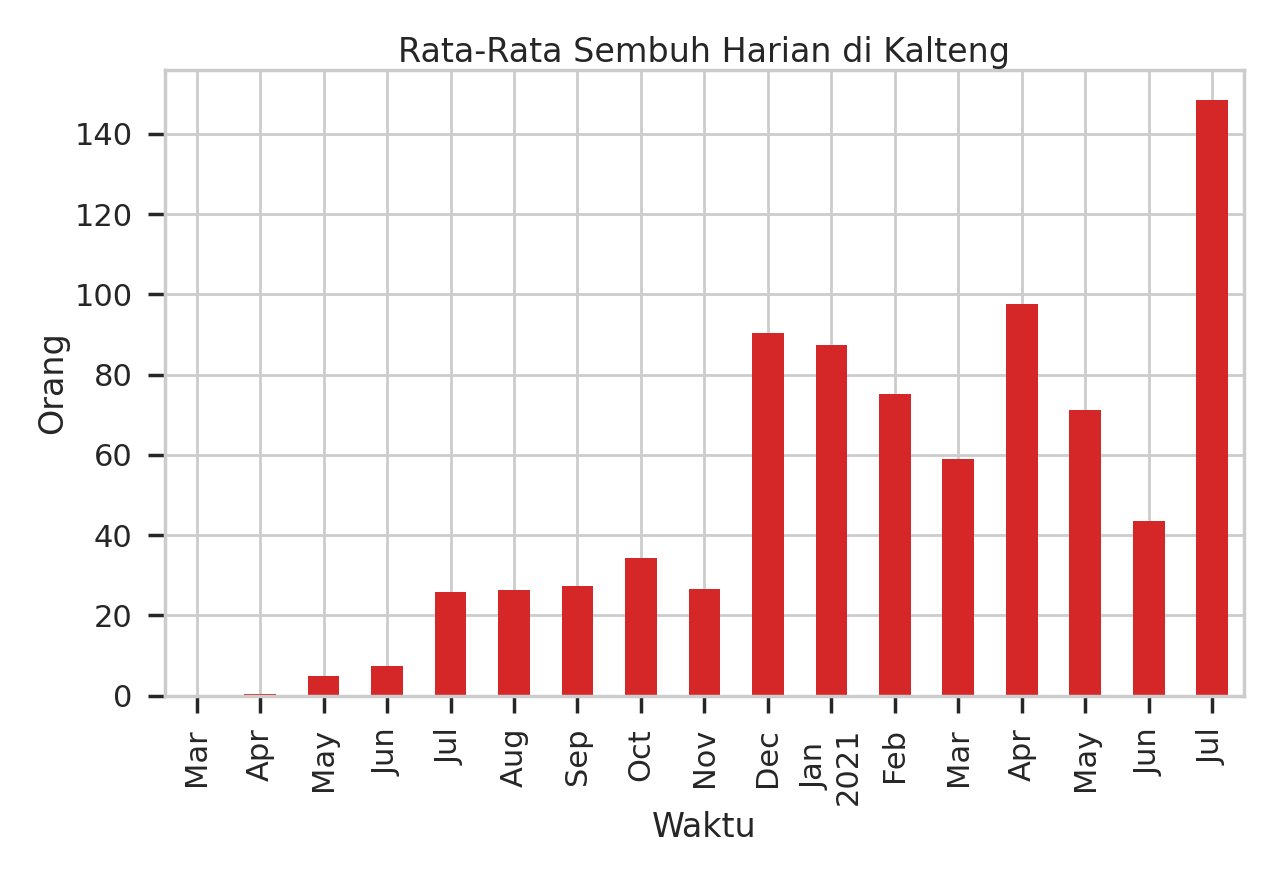 Rata-Rata Sembuh Harian di Kalteng
Orang
140
120
100
80
60
40
20
0
Mar
Apr
May
Jun
Jul
Aug
Sep
Oct
Nov
Dec
Jan
2021
Feb
Mar
Apr
May
Jun
Jul
Waktu